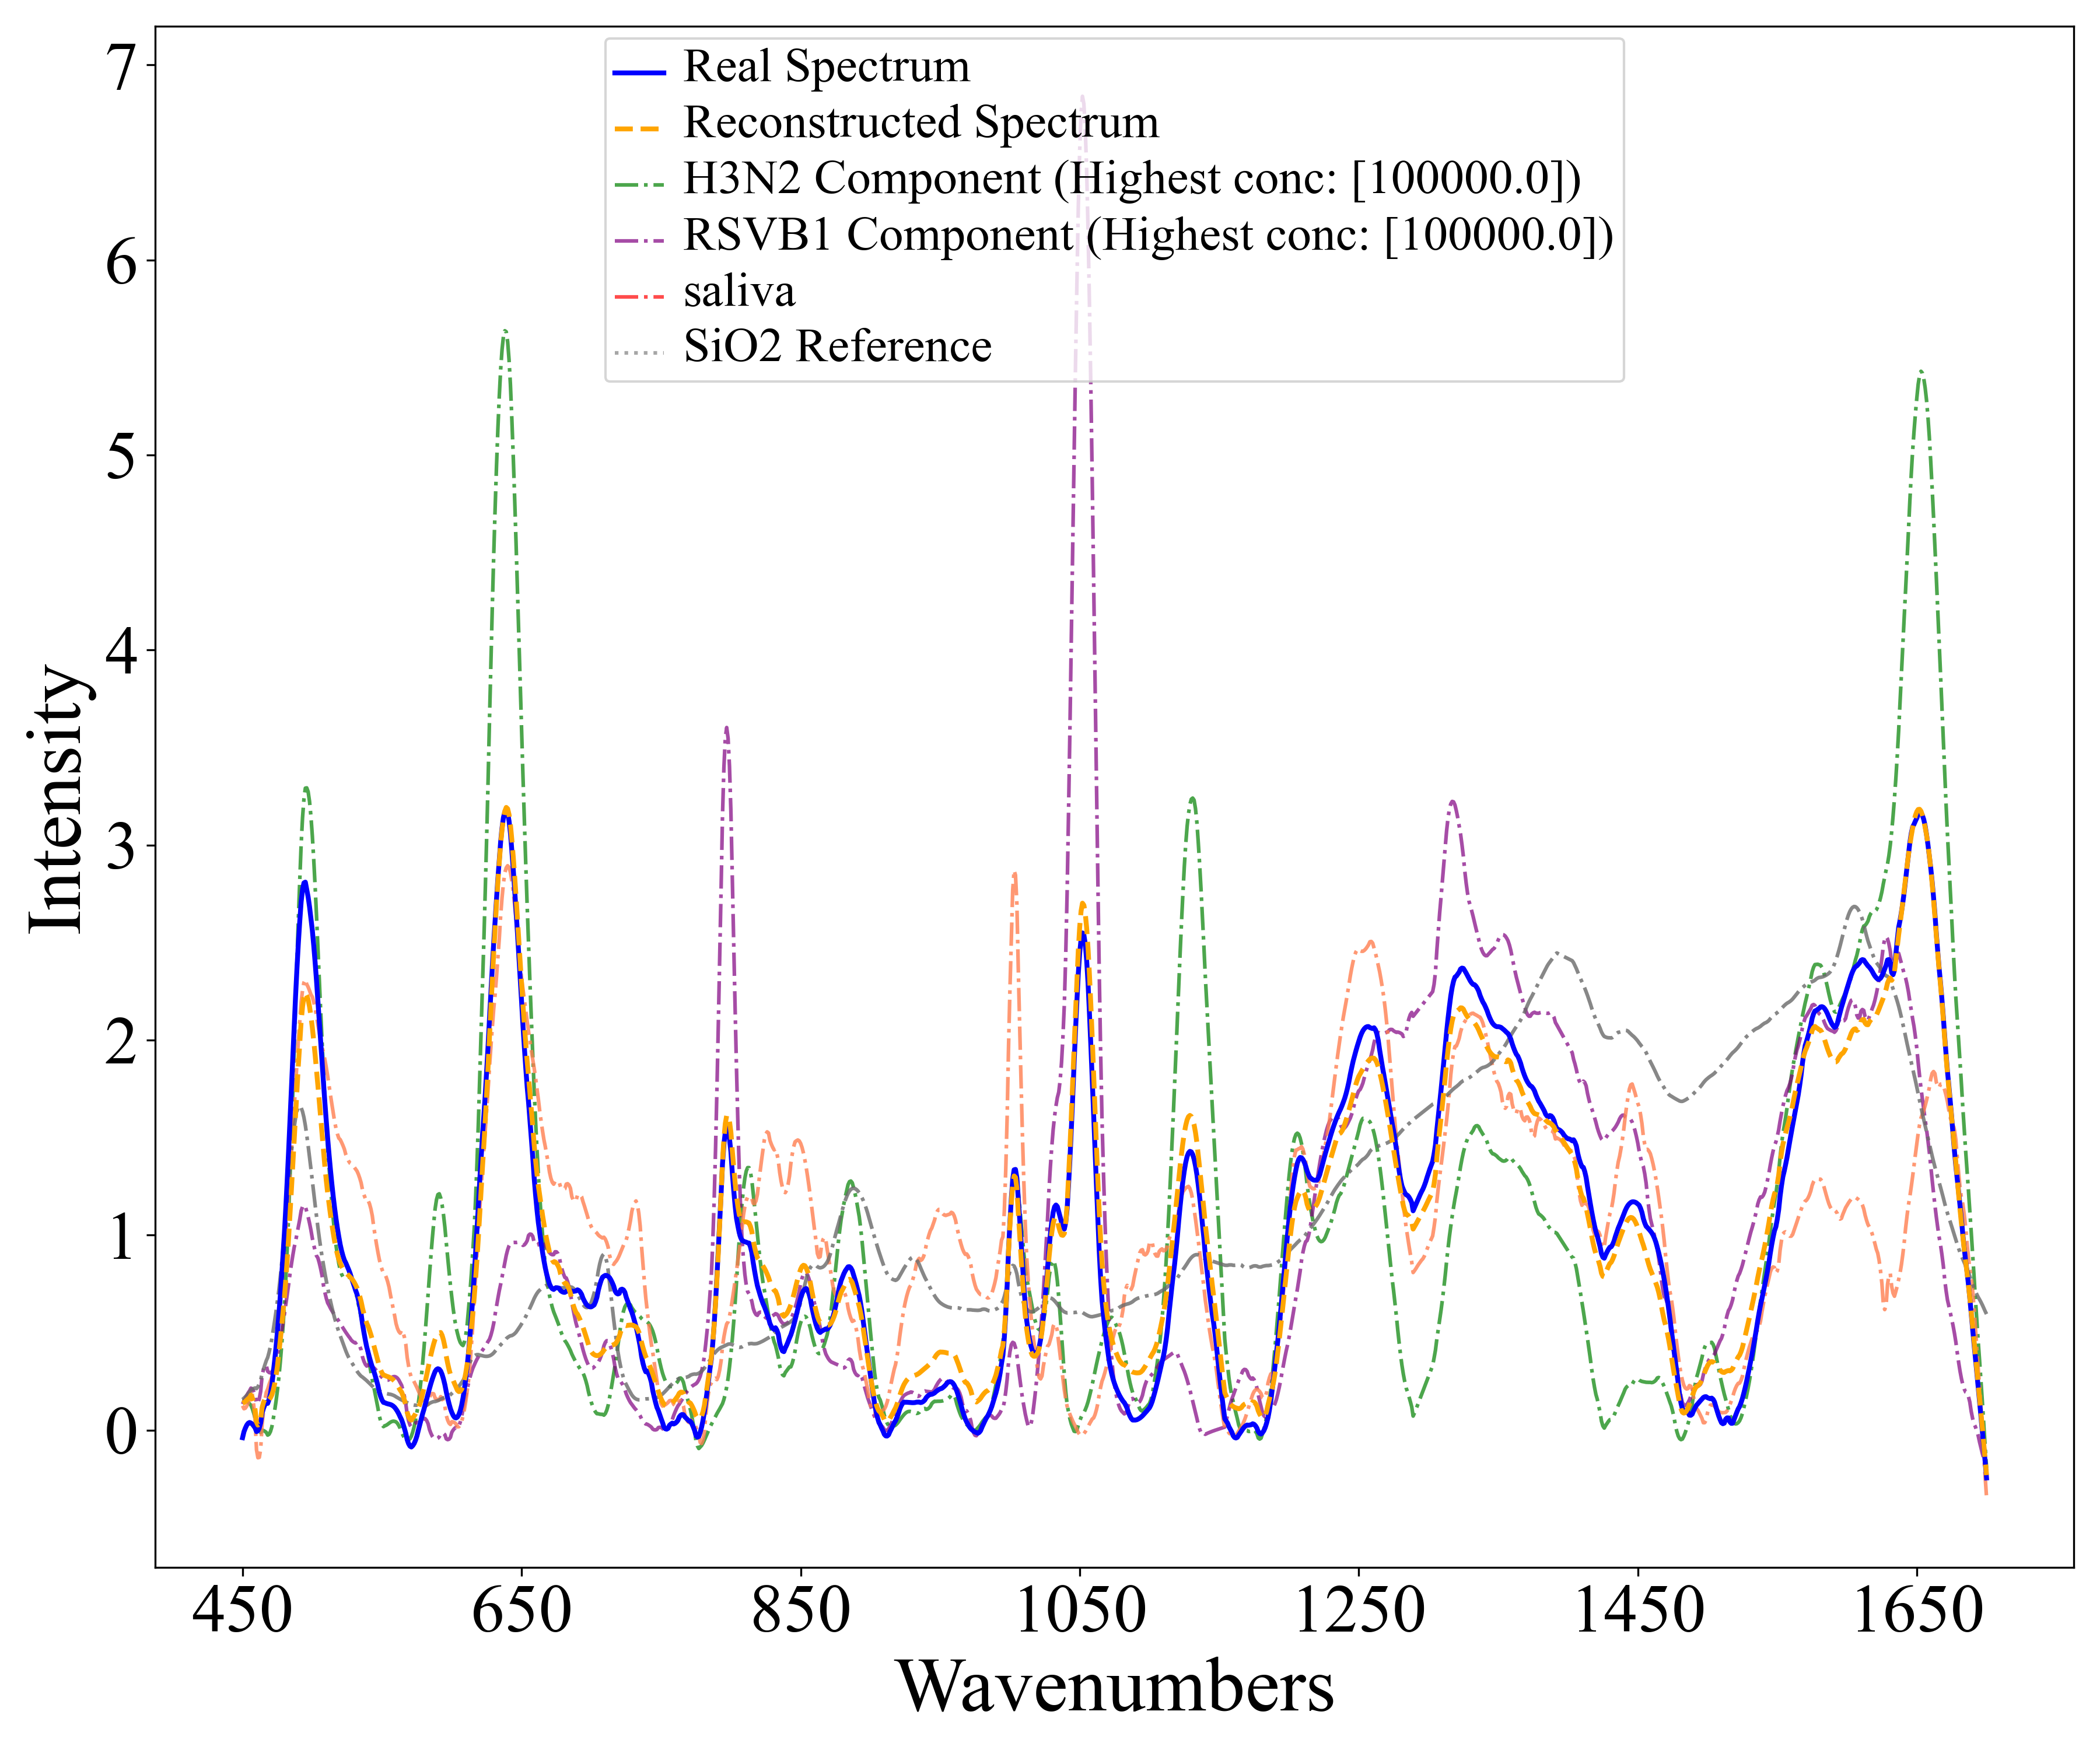 Real Spectrum
Reconstructed Spectrum
H3N2 Component (Highest conc: [100000.0])
RSVB1 Component (Highest conc: [100000.0])
saliva
SiO2 Reference
7
6
5
4
3
2
1
0
Intensity
450 650 850 1050 1250 1450 1650
Wavenumbers